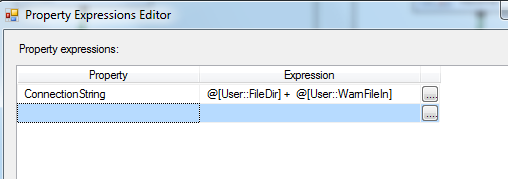 Property Expressions Editor
Property expressions:
Property Expression
ConnectionString @[User::FileDir] + @[User::WarnFileIn] ...
...